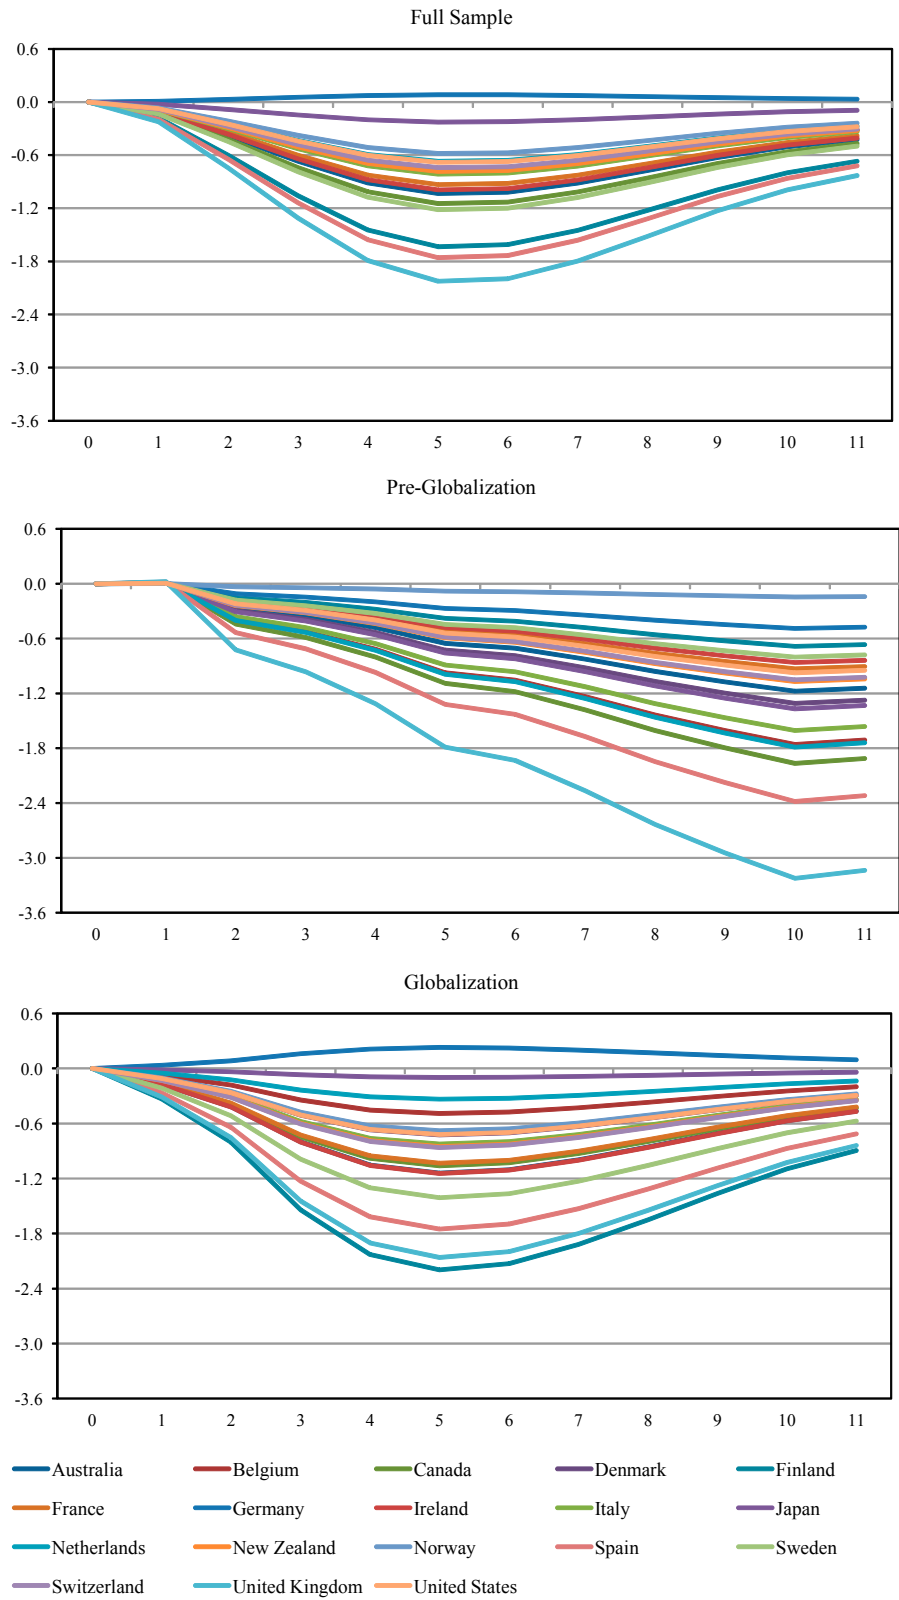 Full Sample
0.6
0.0
-0.6
-1.2
-1.8
-2.4
-3.0
-3.6
0 1 2 3 4 5 6 7 8 9 10 11
Pre-Globalization
0.6
0.0
-0.6
-1.2
-1.8
-2.4
-3.0
-3.6
0 1 2 3 4 5 6 7 8 9 10 11
Globalization
0.6
0.0
-0.6
-1.2
-1.8
-2.4
-3.0
-3.6
0 1 2 3 4 5 6 7 8 9 10 11
Australia Belgium Canada Denmark Finland
France Germany Ireland Italy Japan
Netherlands New Zealand Norway Spain Sweden
Switzerland United Kingdom United States